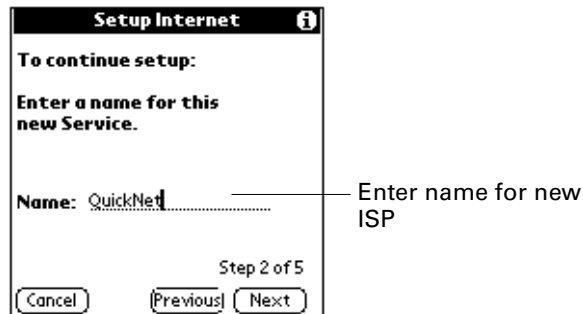 Setup Internet i
To continue setup:
Enter a name for this
new Service.
Name: QuickNet
Enter name for new
ISP
Step 2 of 5
Cancel Previous Next